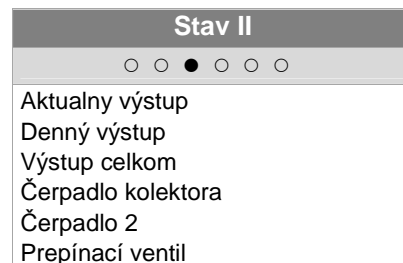 Stav II
○ ○ ● ○ ○ ○
Aktualny výstup
Denný výstup
Výstup celkom
Čerpadlo kolektora
Čerpadlo 2
Prepínací ventil